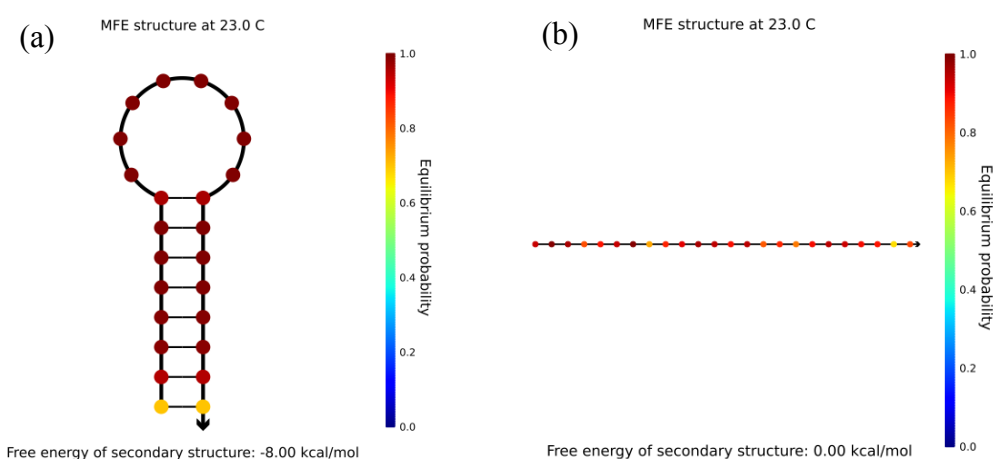 (a)
MFE structure at 23.0 C
1.0
0.8
0.6
0.4
0.2
0.0
Equilibrium probability
Free energy of secondary structure: -8.00 kcal/mol
(b)
MFE structure at 23.0 C
1.0
0.8
0.6
0.4
0.2
0.0
Equilibrium probability
Free energy of secondary structure: 0.00 kcal/mol